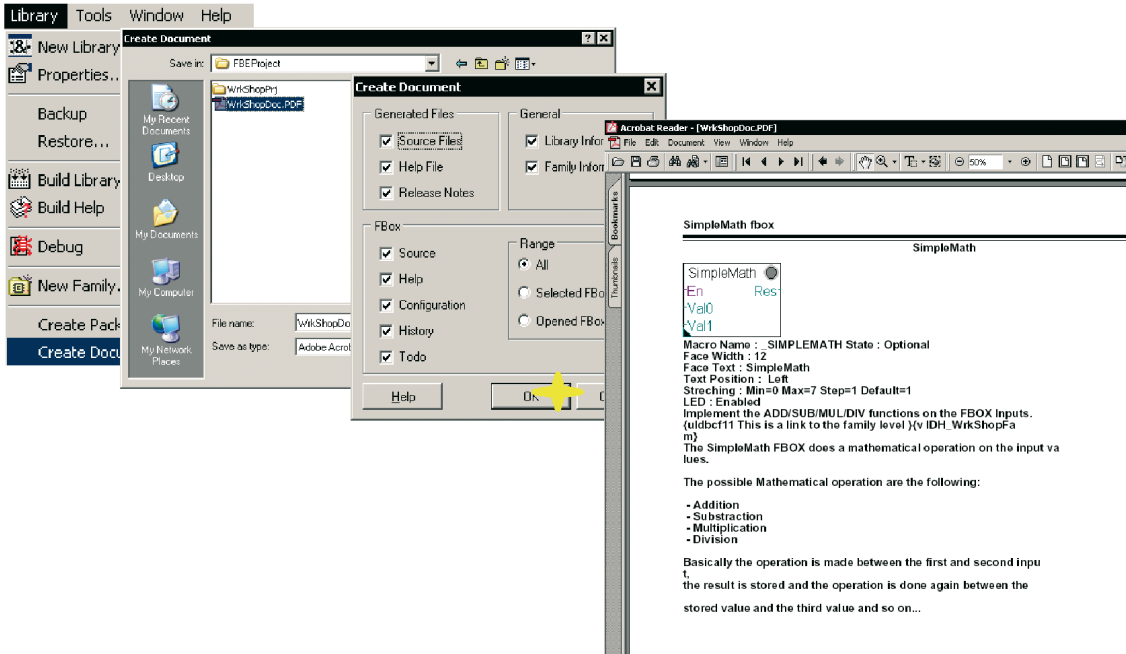 Library Tools Window Help
New Library
Properties...
Backup
Restore...
Build Library
Build Help
Debug
New Family.
Create Pack
Create Docu
Create Document
Save in: FBEProject
WrkShopPrj
WrkShopDoc.PDF
My Recent
Documents
Desktop
My Documents
My Computer
My Network
Places
File name: WrkShopDo
Save as type: Adobe Acrob
Create Document
Generated Files
Source Files
Help File
Release Notes
General
Library Infor
Family Inform
FBox
Source
Help
Configuration
History
Todo
Range
All
Selected FBo
Opened FBox
Help
OK
C
Acrobat Reader - [WrkShopDoc.PDF]
File Edit Document View Window Help
50%
Bookmarks
Thumbnails
SimpleMath fbox
SimpleMath
SimpleMath
En Res
Val0
Val1
Macro Name : _SIMPLEMATH State : Optional
Face Width : 12
Face Text : SimpleMath
Text Position : Left
Streching : Min=0 Max=7 Step=1 Default=1
LED : Enabled
Implement the ADD/SUB/MUL/DIV functions on the FBOX Inputs.
{uldbcf11 This is a link to the family level }{v IDH_WrkShopFa
m}
The SimpleMath FBOX does a mathematical operation on the input va
lues.
The possible Mathematical operation are the following:
- Addition
- Substraction
- Multiplication
- Division
Basically the operation is made between the first and second inpu
t,
the result is stored and the operation is done again between the
stored value and the third value and so on...